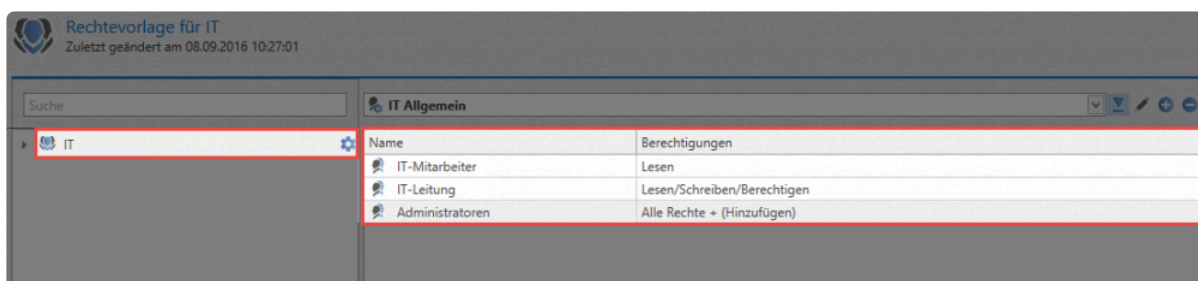 Rechtevorlage für IT
Zuletzt geändert am 08.09.2016 10:27:01
Suche
IT Allgemein
IT
Name Berechtigungen
IT-Mitarbeiter Lesen
IT-Leitung Lesen/Schreiben/Berechtigen
Administratoren Alle Rechte + (Hinzufügen)